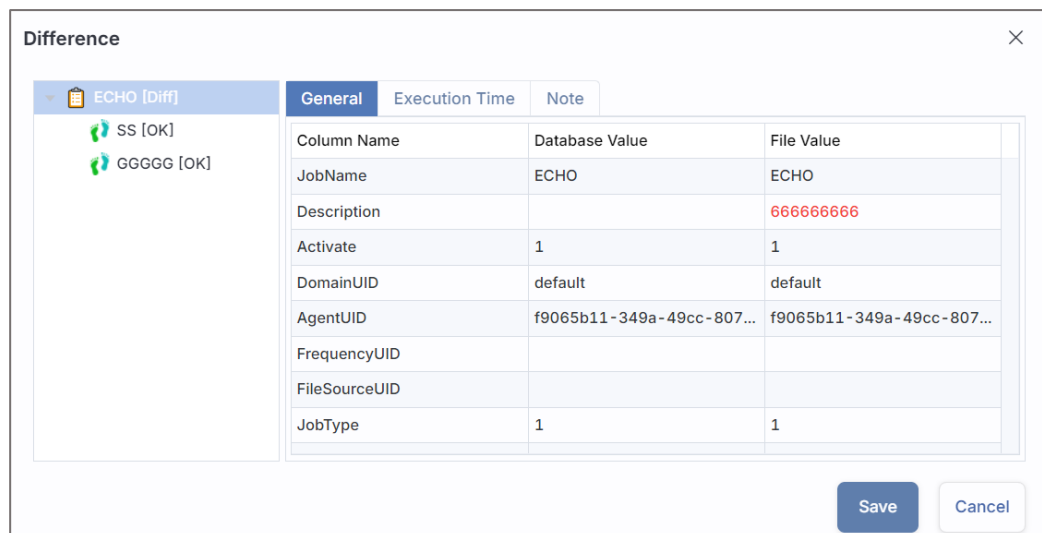 Difference
ECHO [Diff]
SS [OK]
GGGGG [OK]
General Execution Time Note
Column Name Database Value File Value
JobName ECHO ECHO
Description 666666666
Activate 1 1
DomainUID default default
AgentUID f9065b11-349a-49cc-807... f9065b11-349a-49cc-807...
FrequencyUID
FileSourceUID
JobType 1 1
Save Cancel